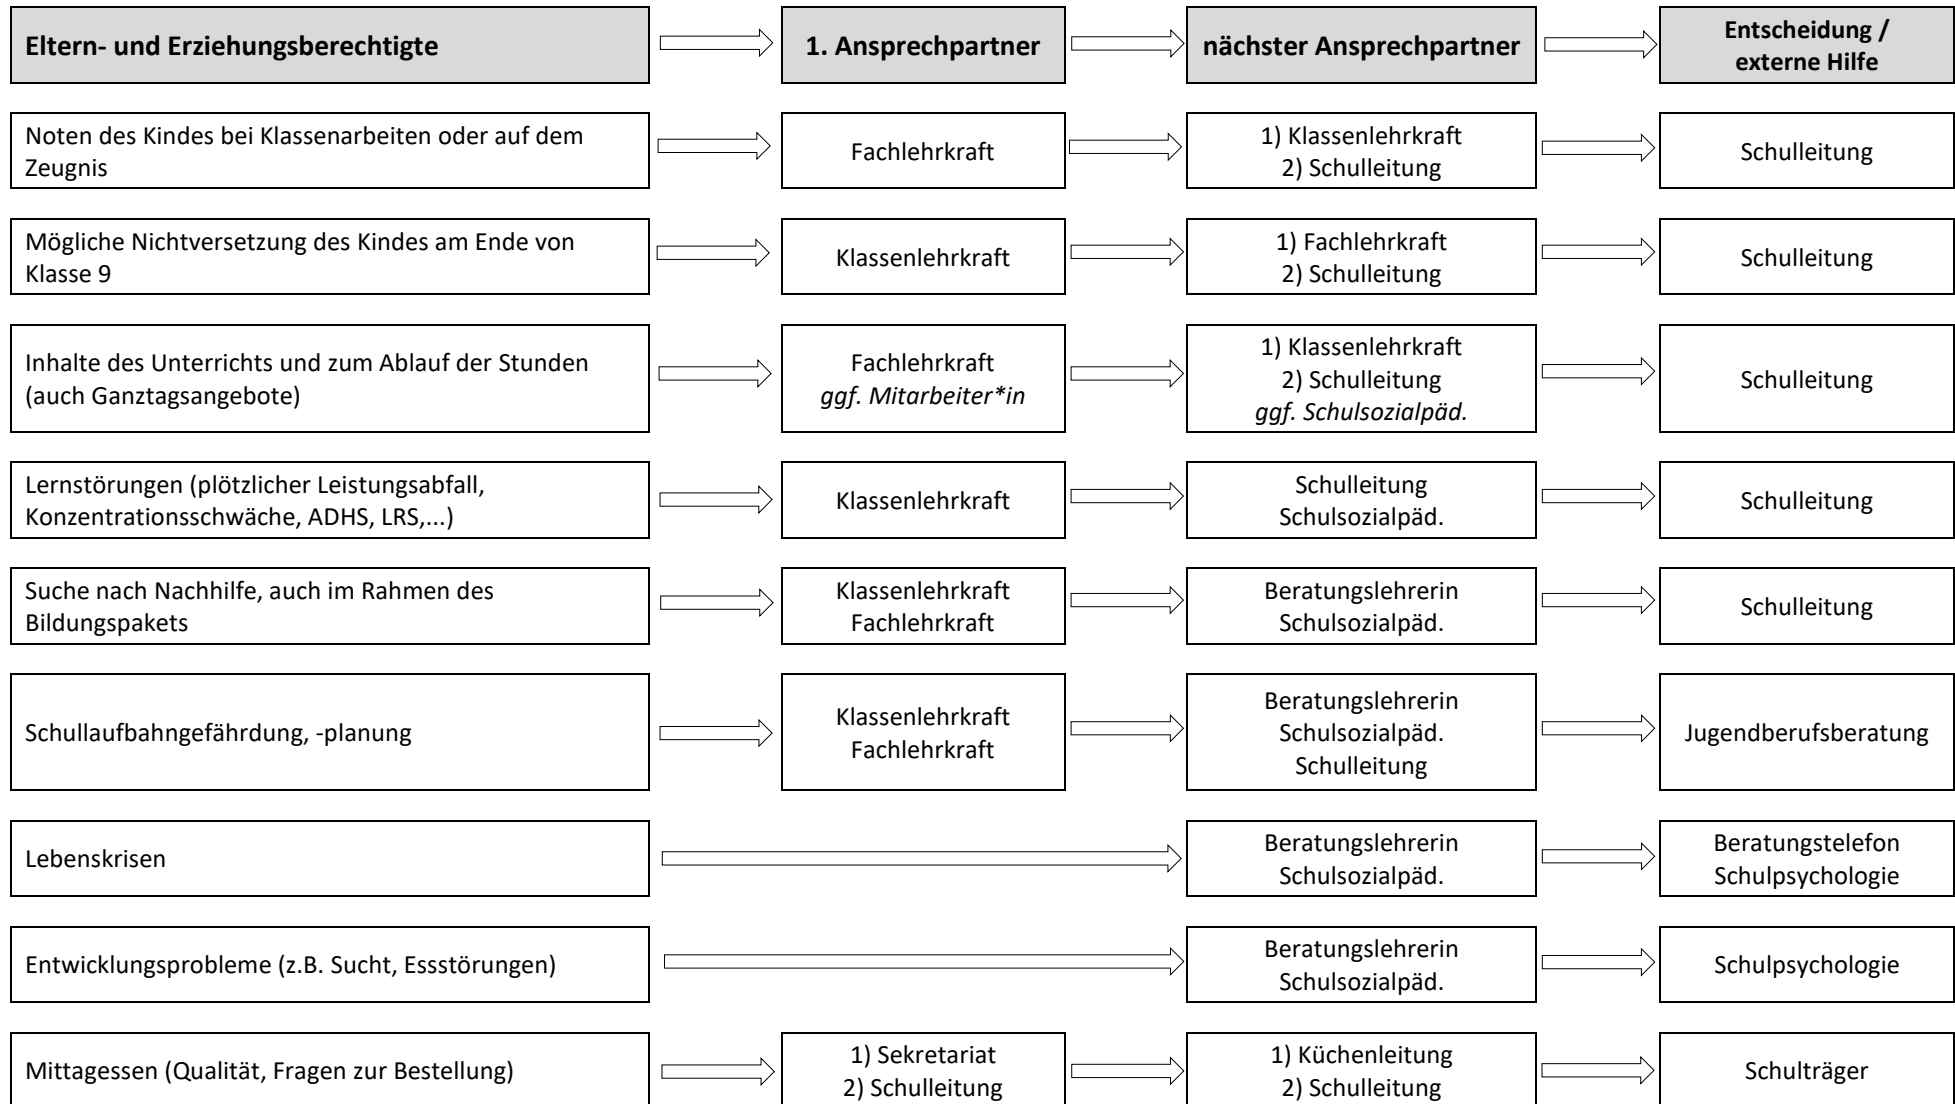 Eltern- und Erziehungsberechtigte
1. Ansprechpartner
nächster Ansprechpartner
Entscheidung /
externe Hilfe
Noten des Kindes bei Klassenarbeiten oder auf dem
Zeugnis
Fachlehrkraft
1) Klassenlehrkraft
2) Schulleitung
Schulleitung
Mögliche Nichtversetzung des Kindes am Ende von
Klasse 9
Klassenlehrkraft
1) Fachlehrkraft
2) Schulleitung
Schulleitung
Inhalte des Unterrichts und zum Ablauf der Stunden
(auch Ganztagsangebote)
Fachlehrkraft
ggf. Mitarbeiter*in
1) Klassenlehrkraft
2) Schulleitung
ggf. Schulsozialpäd.
Schulleitung
Lernstörungen (plötzlicher Leistungsabfall,
Konzentrationsschwäche, ADHS, LRS,...)
Klassenlehrkraft
Schulleitung
Schulsozialpäd.
Schulleitung
Suche nach Nachhilfe, auch im Rahmen des
Bildungspakets
Klassenlehrkraft
Fachlehrkraft
Beratungslehrerin
Schulsozialpäd.
Schulleitung
Schullaufbahngefährdung, -planung
Klassenlehrkraft
Fachlehrkraft
Beratungslehrerin
Schulsozialpäd.
Schulleitung
Jugendberufsberatung
Lebenskrisen
Beratungslehrerin
Schulsozialpäd.
Beratungstelefon
Schulpsychologie
Entwicklungsprobleme (z.B. Sucht, Essstörungen)
Beratungslehrerin
Schulsozialpäd.
Schulpsychologie
Mittagessen (Qualität, Fragen zur Bestellung)
1) Sekretariat
2) Schulleitung
1) Küchenleitung
2) Schulleitung
Schulträger